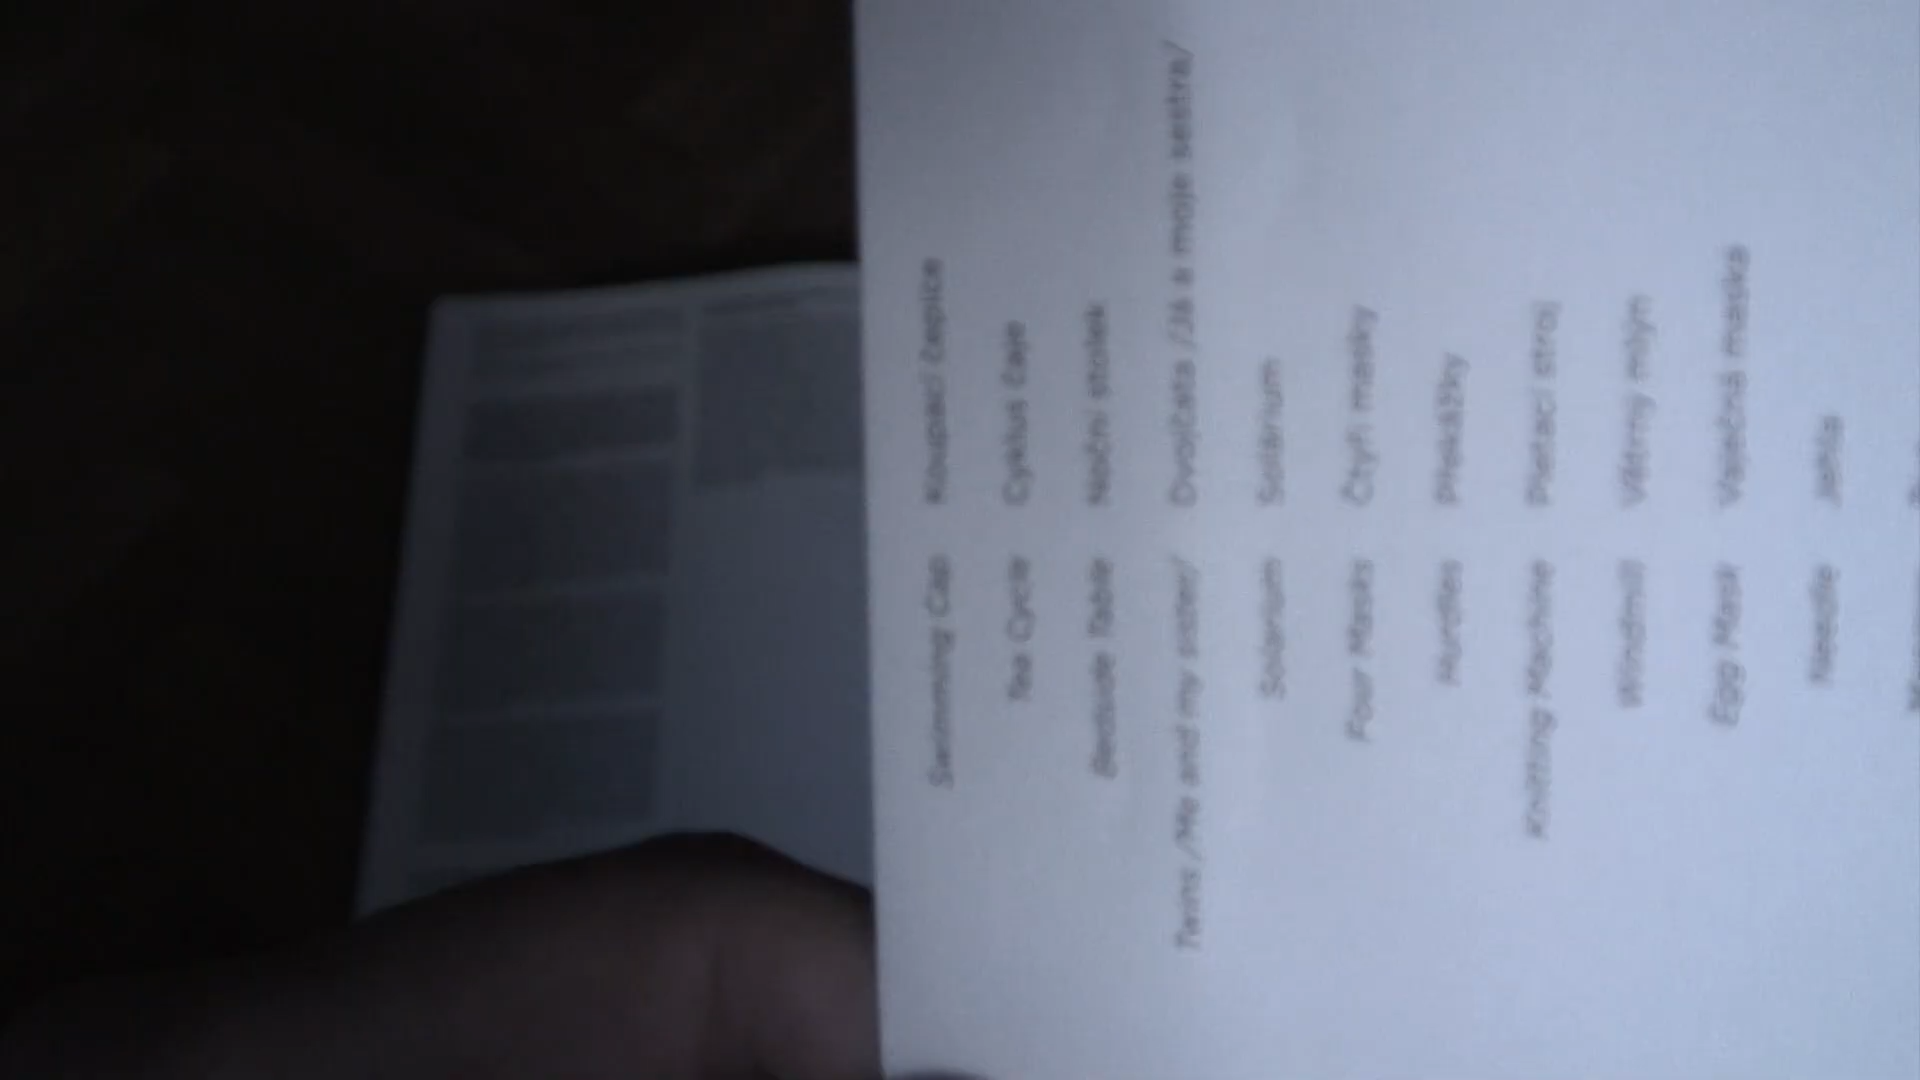 Swimming Cap Koupací čepice
Tea Cycle Cyklus čaje
Bedside Table Noční stolek
Twins /Me and my sister/ Dvojčata /Já a moje sestra/
Solarium Solárium
Four Masks Čtyři masky
Hurdles Překážky
Knitting Machine Pletací stroj
Windmill Větrný mlýn
Egg Mask Vaječná maska
Needle Jehla